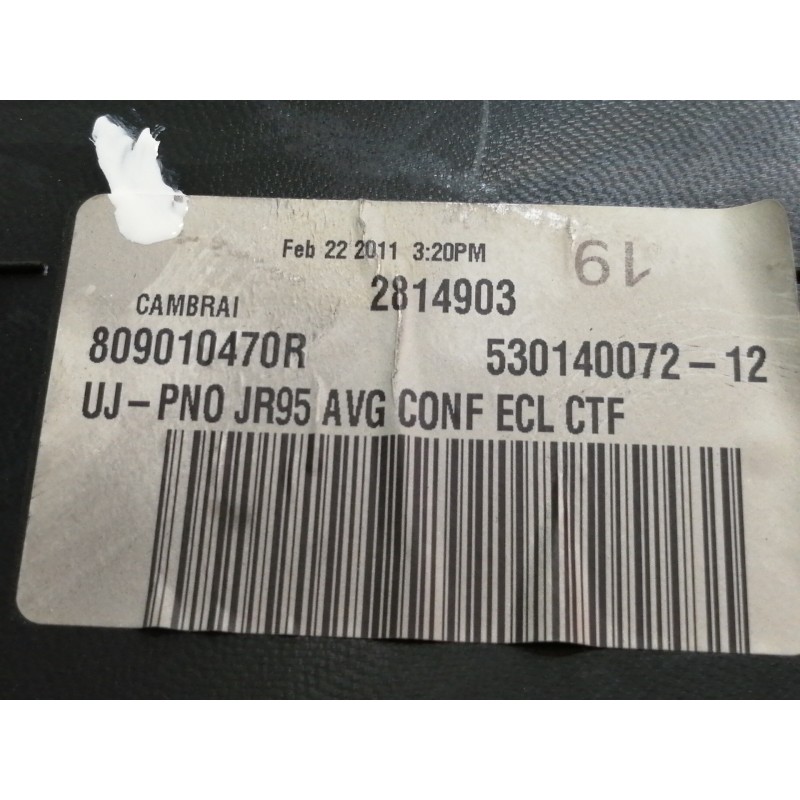 Feb 22 2011 3:20PM
19
CAMBRAI
2814903
809010470R
530140072-12
UJ-PNO JR95 AVG CONF ECL CTF